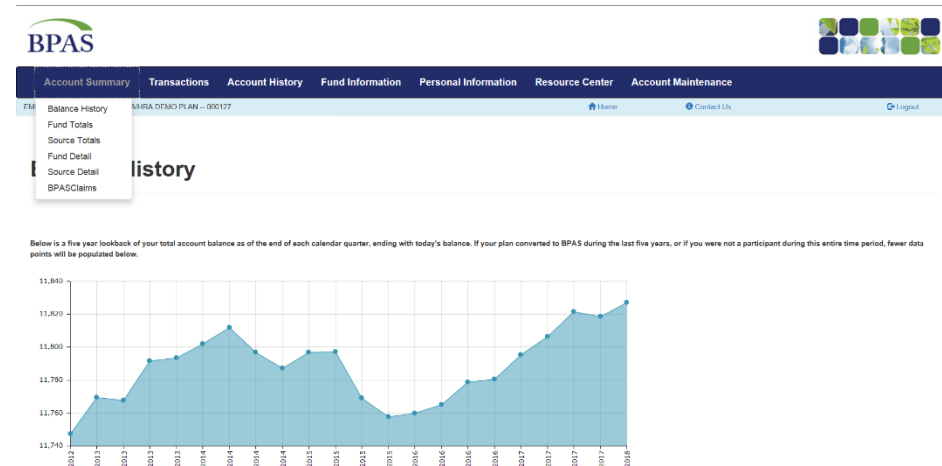 BPAS
Account Summary Transactions Account History Fund Information Personal Information Resource Center Account Maintenance
HRA DEMO PLAN -- 000127 Home Contact Us Logout
Balance History
Fund Totals
Source Totals
Fund Detail
Source Detail
BPASClaims
istory
Below is a five year lookback of your total account balance as of the end of each calendar quarter, ending with today's balance. If your plan converted to BPAS during the last five years, or if you were not a participant during this entire time period, fewer data
points will be populated below.
11,840
11,820
11,800
11,780
11,760
11,740
2012 2013 2013 2013 2013 2014 2014 2014 2014 2015 2015 2015 2015 2016 2016 2016 2016 2017 2017 2017 2017 2018